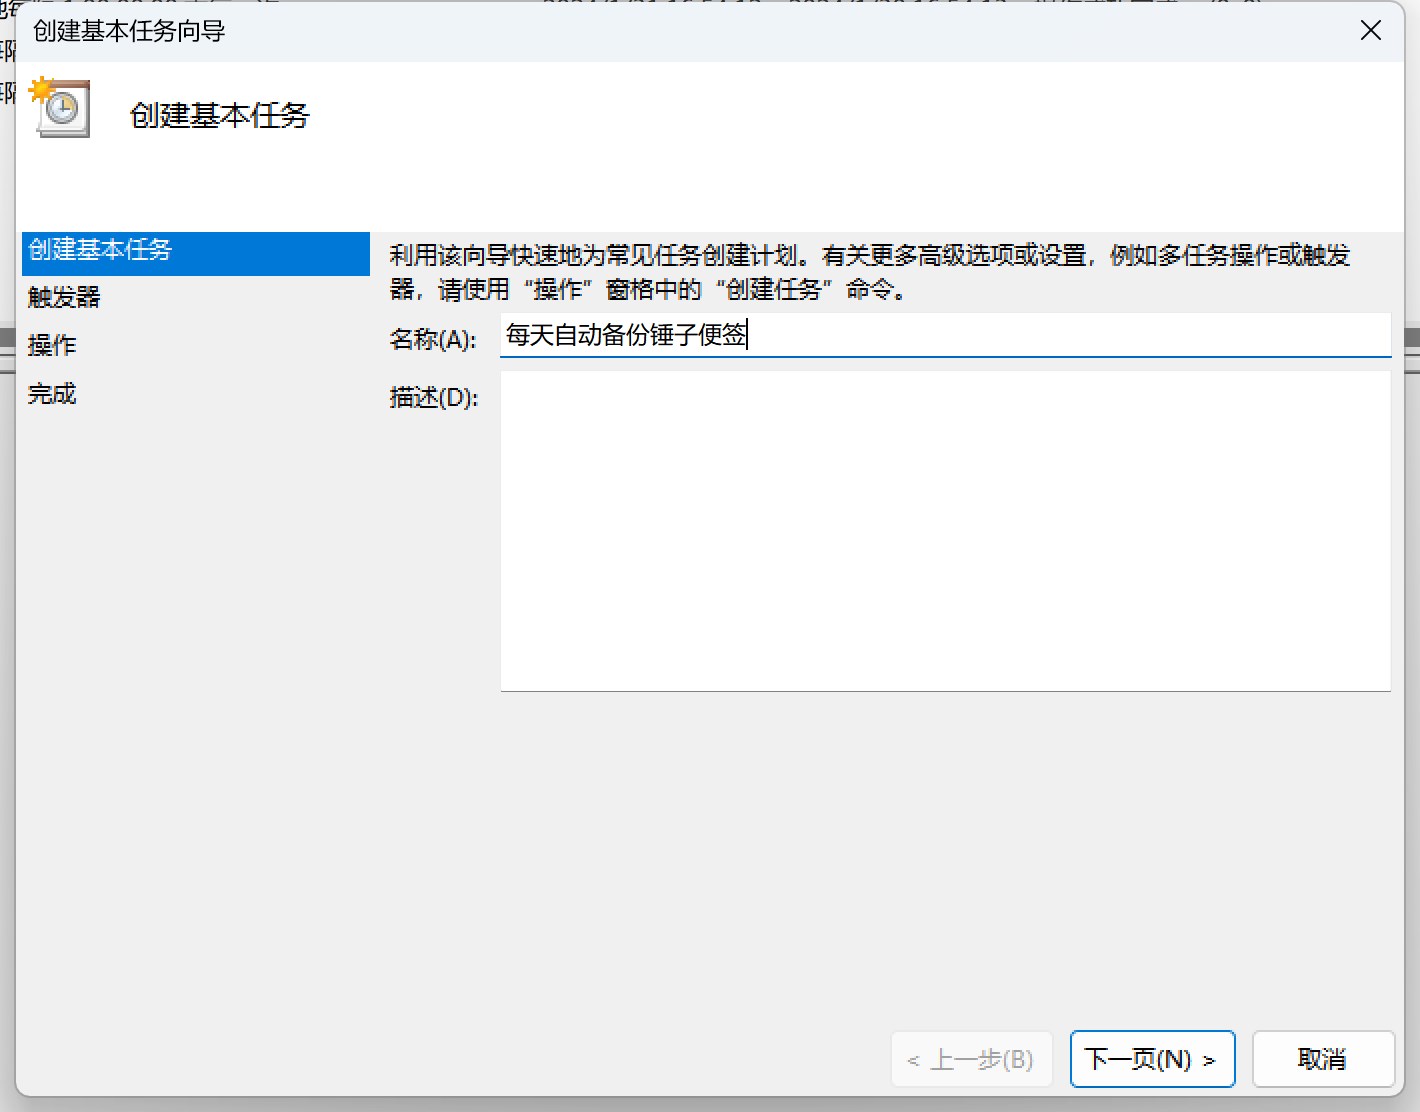 创建基本任务向导
创建基本任务
创建基本任务
触发器
操作
完成
利用该向导快速地为常见任务创建计划。有关更多高级选项或设置，例如多任务操作或触发
器，请使用“操作”窗格中的“创建任务”命令。
名称(A):
每天自动备份锤子便签
描述(D):
< 上一步(B)
下一页(N) >
取消